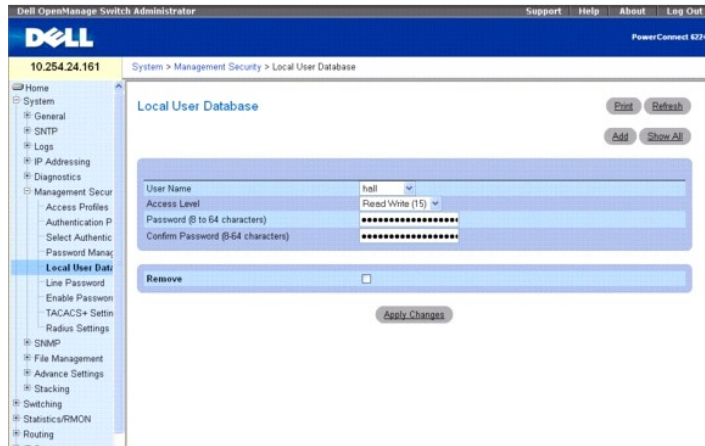 Dell OpenManage Switch Administrator
Support Help About Log Out
DELL
PowerConnect 622
10.254.24.161
System > Management Security > Local User Database
Home
System
General
SNTP
Logs
IP Addressing
Diagnostics
Management Secur
Access Profiles
Authentication P
Select Authentic
Password Manag
Local User Data
Line Password
Enable Passwor
TACACS+ Settin
Radius Settings
SNMP
File Management
Advance Settings
Stacking
Switching
Statistics/RMON
Routing
Local User Database
Print Refresh
Add Show All
User Name hall
Access Level Read Write (15)
Password (8 to 64 characters) ••••••••••••••••••
Confirm Password (8-64 characters) ••••••••••••••••••
Remove
Apply Changes